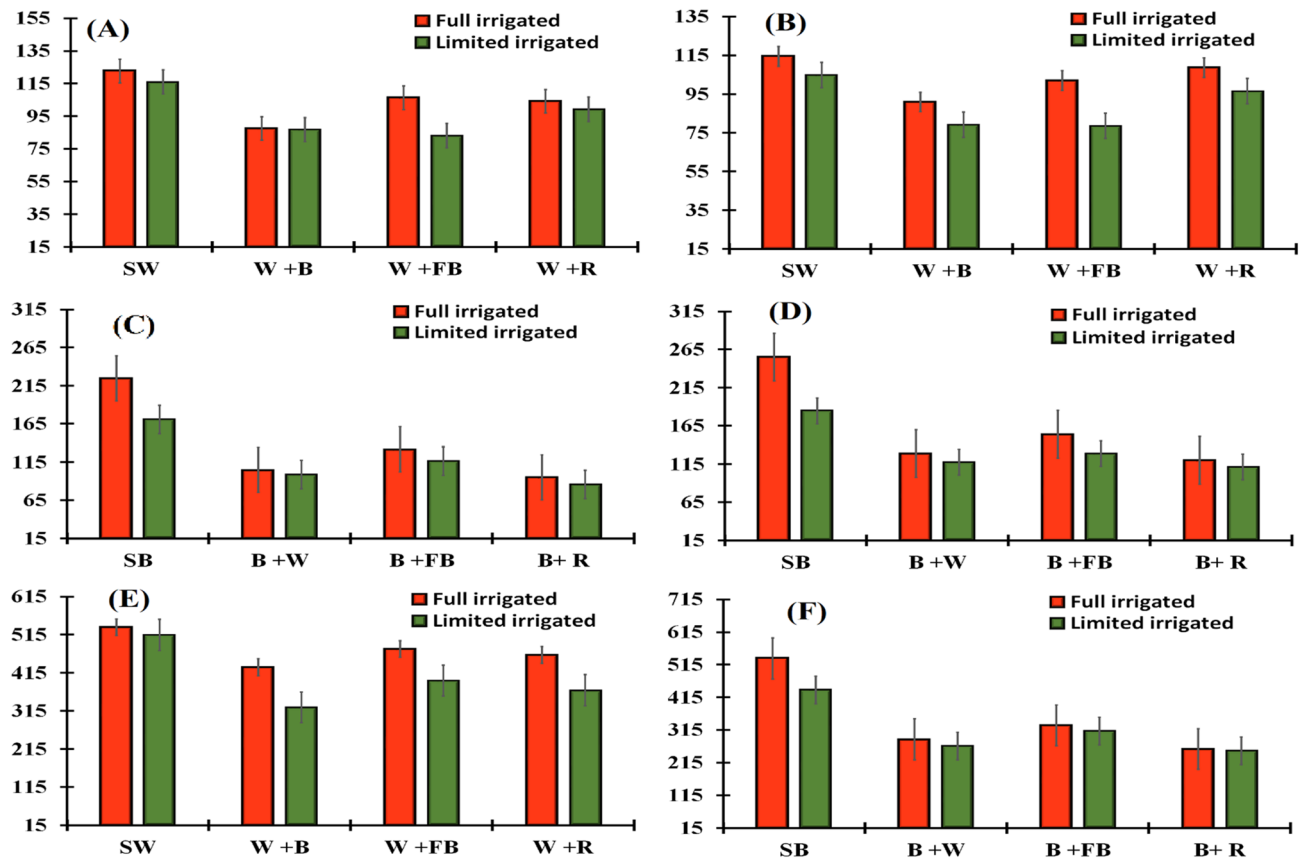 (A)
Full irrigated
Limited irrigated
155
135
115
95
75
55
35
15
SW W +B W +FB W +R
(B)
Full irrigated
Limited irrigated
135
115
95
75
55
35
15
SW W +B W +FB W +R
(C)
Full irrigated
Limited irrigated
315
265
215
165
115
65
15
SB B +W B +FB B+ R
(D)
Full irrigated
Limited irrigated
315
265
215
165
115
65
15
SB B +W B +FB B+ R
(E)
Full irrigated
Limited irrigated
615
515
415
315
215
115
15
SW W +B W +FB W +R
(F)
Full irrigated
Limited irrigated
715
615
515
415
315
215
115
15
SB B +W B +FB B+ R